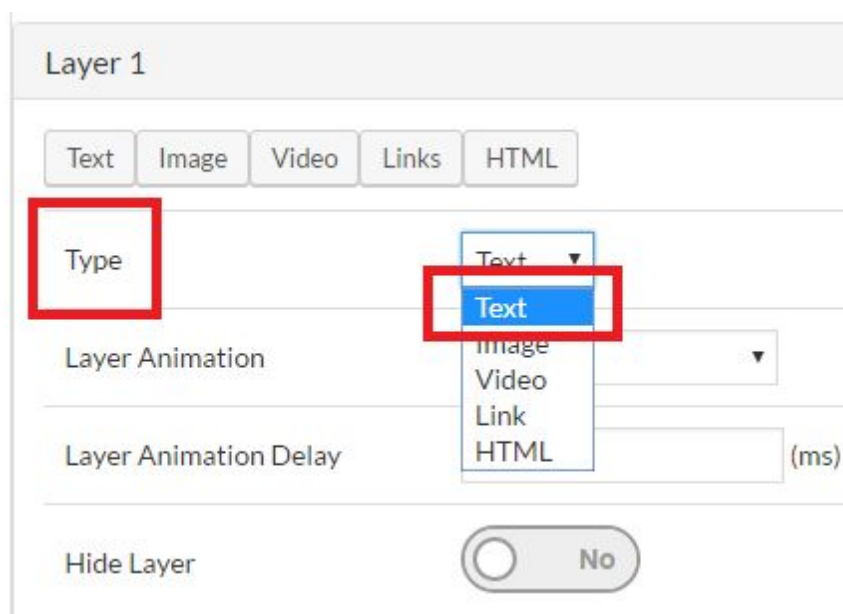 Layer 1
Text Image Video Links HTML
Type Text
Text
Image
Layer Animation
Video
Link
Layer Animation Delay HTML (ms)
Hide Layer No